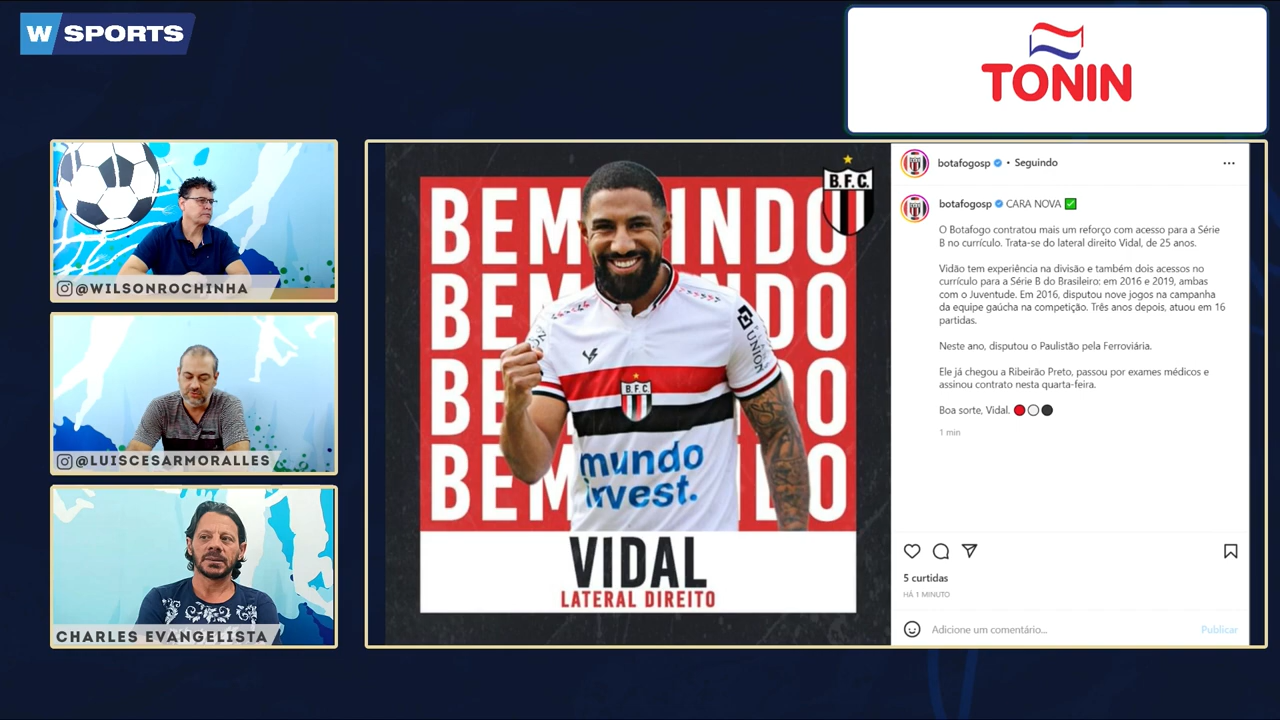 W SPORTS
TONIN
@WILSONROCHINHA
@LUISCESARMORALLES
CHARLES EVANGELISTA
BEM INDO
BEM INDO
BEM DO
BEM DO
B.F.C.
UNION
B.F.C.
mundo
invest.
VIDAL
LATERAL DIREITO
botafogosp • Seguindo
botafogosp CARA NOVA ✅
O Botafogo contratou mais um reforço com acesso para a Série
B no currículo. Trata-se do lateral direito Vidal, de 25 anos.
Vidão tem experiência na divisão e também dois acessos no
currículo para a Série B do Brasileiro: em 2016 e 2019, ambas
com o Juventude. Em 2016, disputou nove jogos na campanha
da equipe gaúcha na competição. Três anos depois, atuou em 16
partidas.
Neste ano, disputou o Paulistão pela Ferroviária.
Ele já chegou a Ribeirão Preto, passou por exames médicos e
assinou contrato nesta quarta-feira.
Boa sorte, Vidal. 🔴⚪⚫
1 min
5 curtidas
HÁ 1 MINUTO
Adicione um comentário...
Publicar